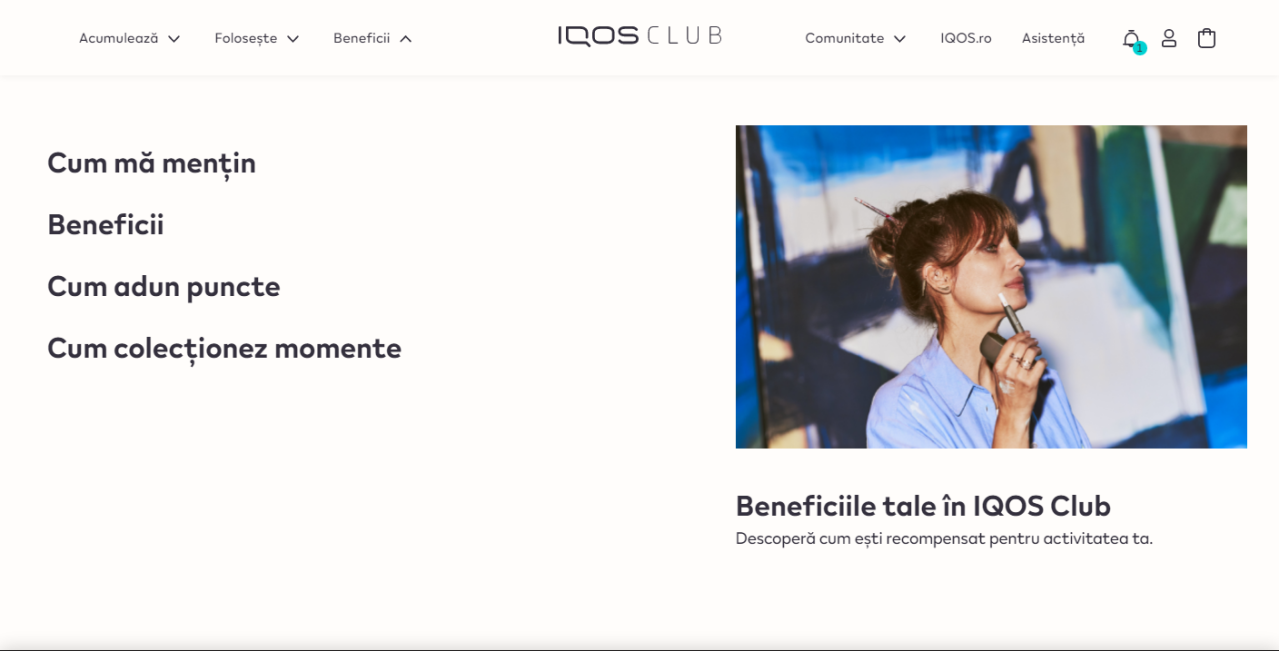 Acumulează
Folosește
Beneficii
IQOS CLUB
Comunitate
IQOS.ro
Asistență
1
Cum mă mențin
Beneficii
Cum adun puncte
Cum colecționez momente
Beneficiile tale în IQOS Club
Descoperă cum ești recompensat pentru activitatea ta.